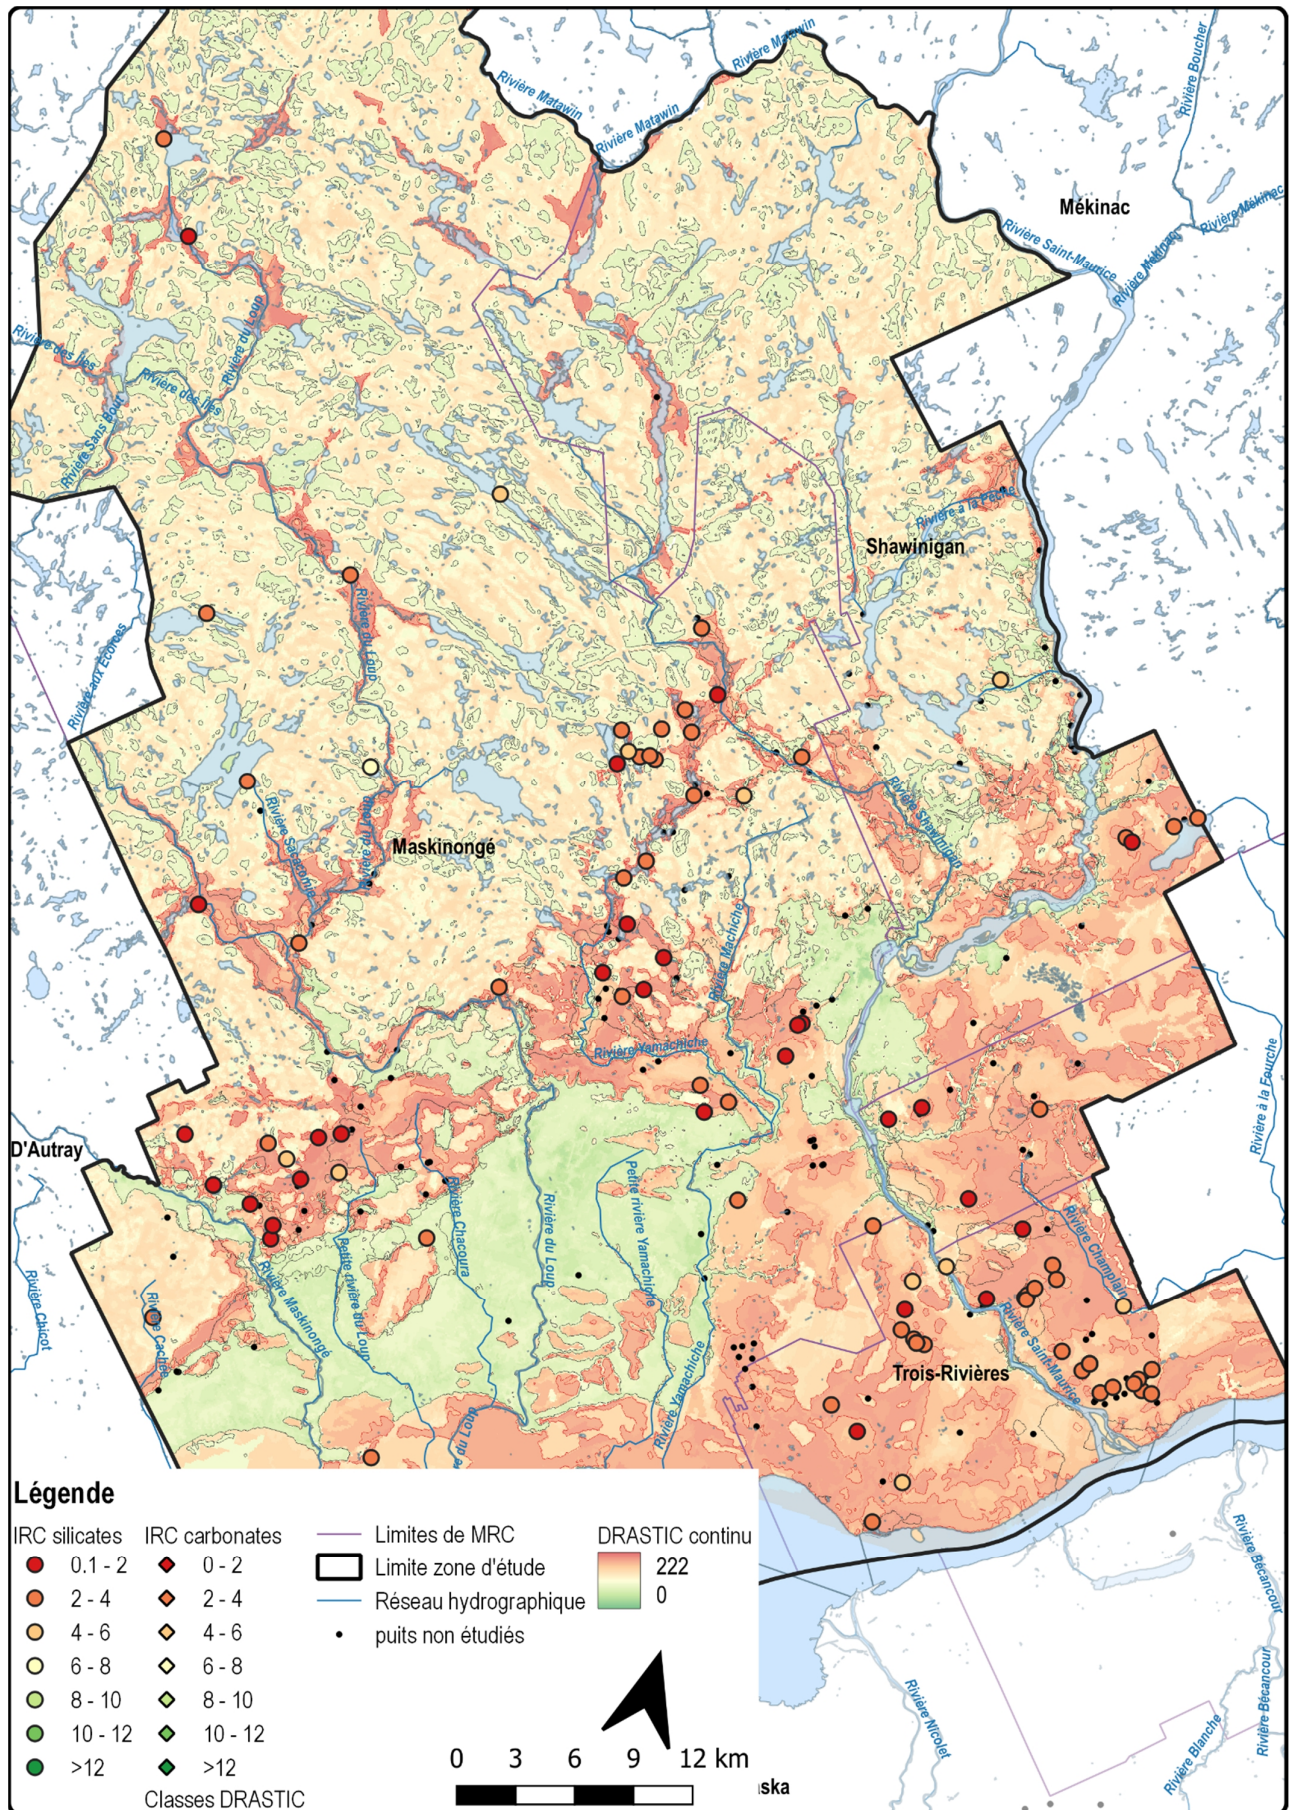 Rivière Matawin
Rivière Matawin
Rivière Matawin
Rivière Boucher
Mékinac
Rivière Mékinac
Rivière Saint-Maurice
Rivière Mékinac
Rivière du Loup
Rivière des Iles
Rivière des Iles
Rivière Sans Bout
Rivière à la Pêche
Shawinigan
Rivière du Loup
Rivière aux Écorces
Rivière Shawinigan
Rivière Sacacomie
Maskinongé
Rivière Machiche
Rivière Yamachiche
Rivière à la Fourche
D'Autray
Rivière Chacoura
Rivière du Loup
Petite rivière Yamachiche
Petite rivière du Loup
Rivière Maskinongé
Rivière Champlain
Rivière Chicot
Rivière Cachée
Rivière Saint-Maurice
Rivière Yamachiche
Trois-Rivières
e du Loup
Légende
IRC silicates
0.1 - 2
2 - 4
4 - 6
6 - 8
8 - 10
10 - 12
>12
IRC carbonates
0 - 2
2 - 4
4 - 6
6 - 8
8 - 10
10 - 12
>12
Classes DRASTIC
Limites de MRC
Limite zone d'étude
Réseau hydrographique
puits non étudiés
DRASTIC continu
222
0
0 3 6 9 12 km
ska
Rivière Nicolet
Rivière Blanche
Rivière Bécancour
Rivière Bécancour